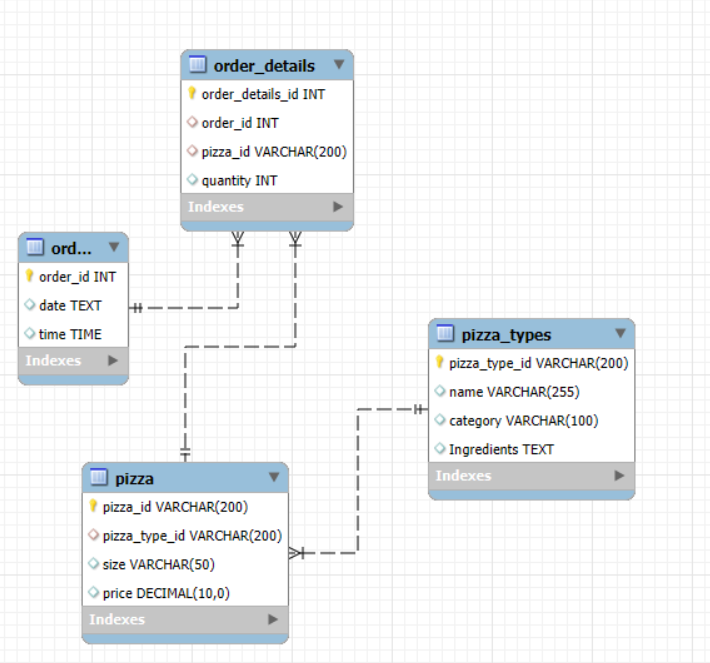 order_details
order_details_id INT
order_id INT
pizza_id VARCHAR(200)
quantity INT
Indexes
ord...
order_id INT
date TEXT
time TIME
Indexes
pizza_types
pizza_type_id VARCHAR(200)
name VARCHAR(255)
category VARCHAR(100)
Ingredients TEXT
Indexes
pizza
pizza_id VARCHAR(200)
pizza_type_id VARCHAR(200)
size VARCHAR(50)
price DECIMAL(10,0)
Indexes